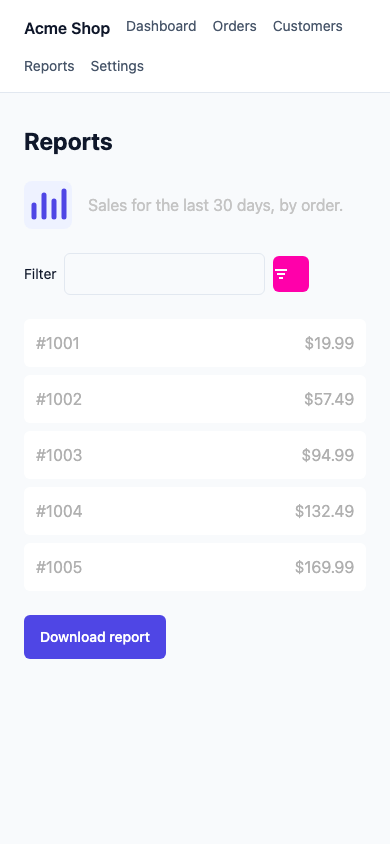 Acme Shop Dashboard Orders Customers
Reports Settings
Reports
Sales for the last 30 days, by order.
Filter
#1001 $19.99
#1002 $57.49
#1003 $94.99
#1004 $132.49
#1005 $169.99
Download report